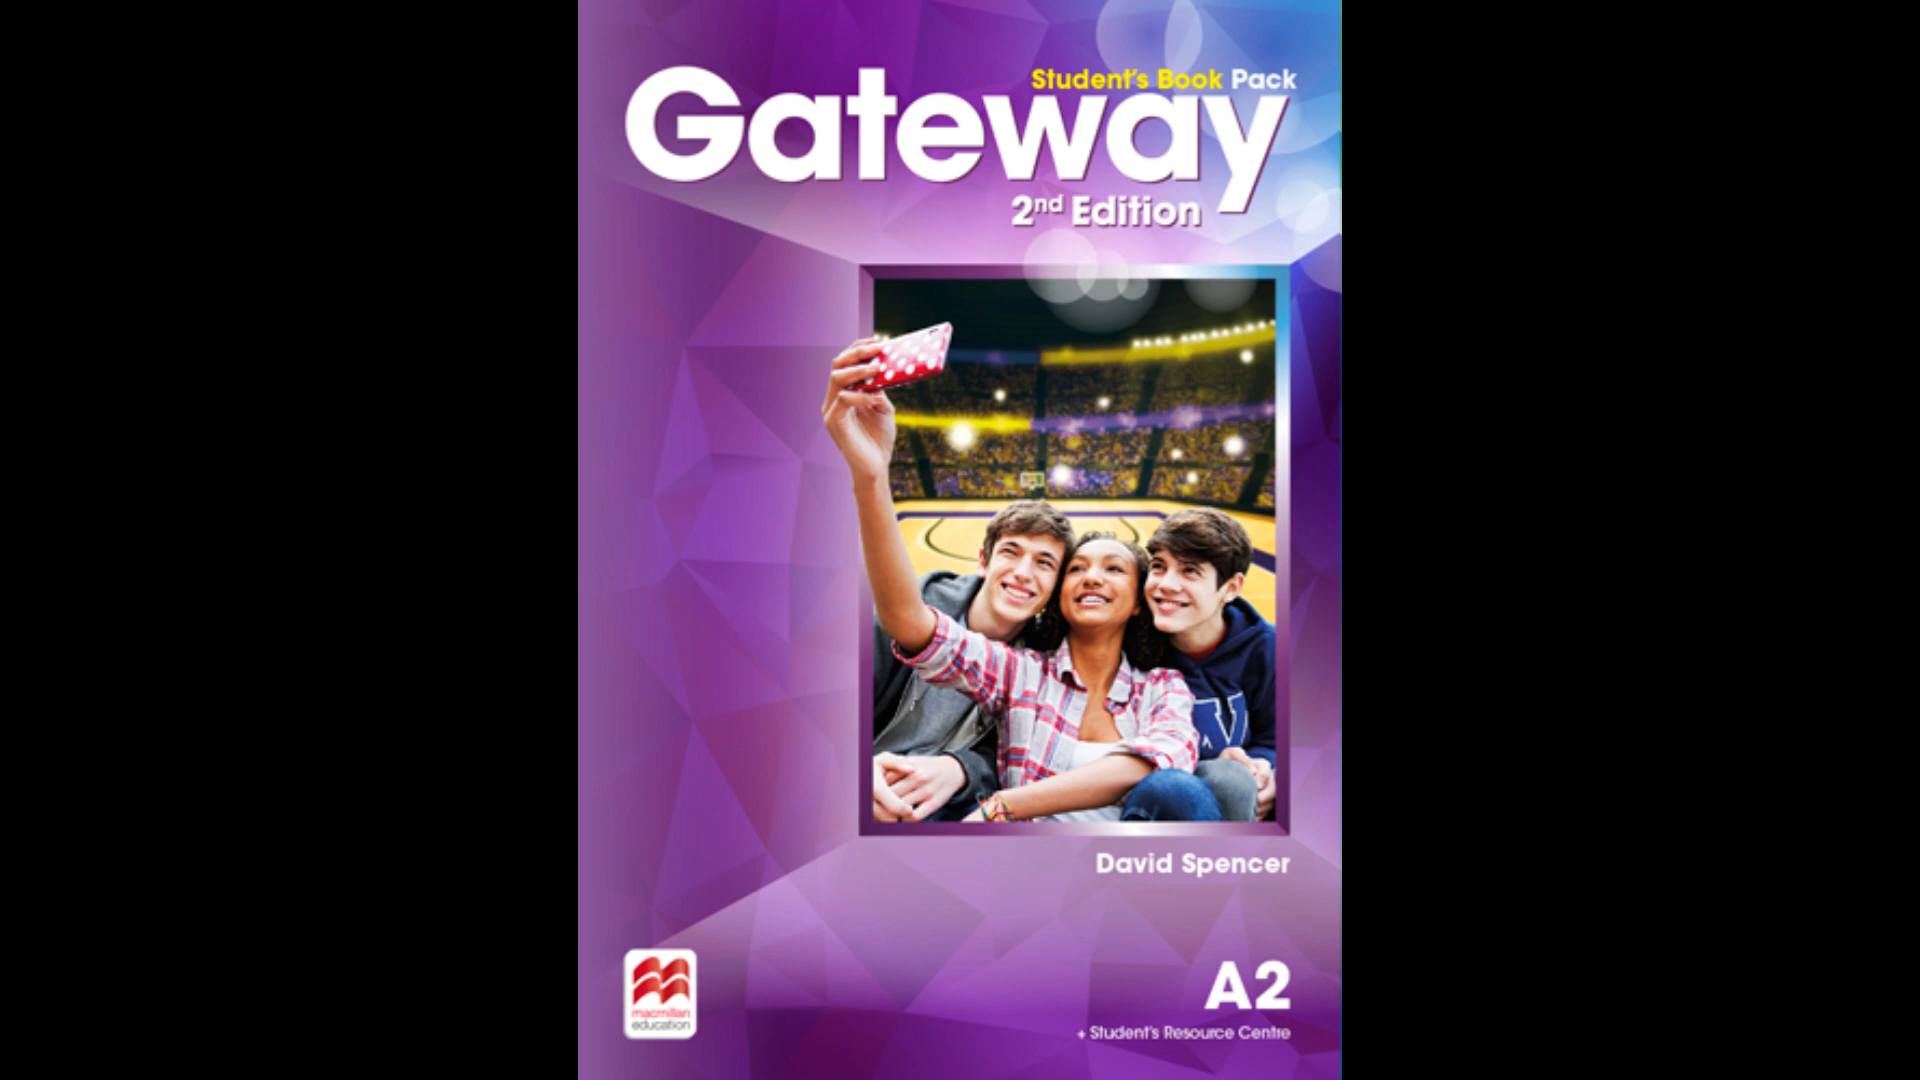 Student's Book Pack
Gateway
2nd Edition
David Spencer
A2
+ Student's Resource Centre
macmillan
education